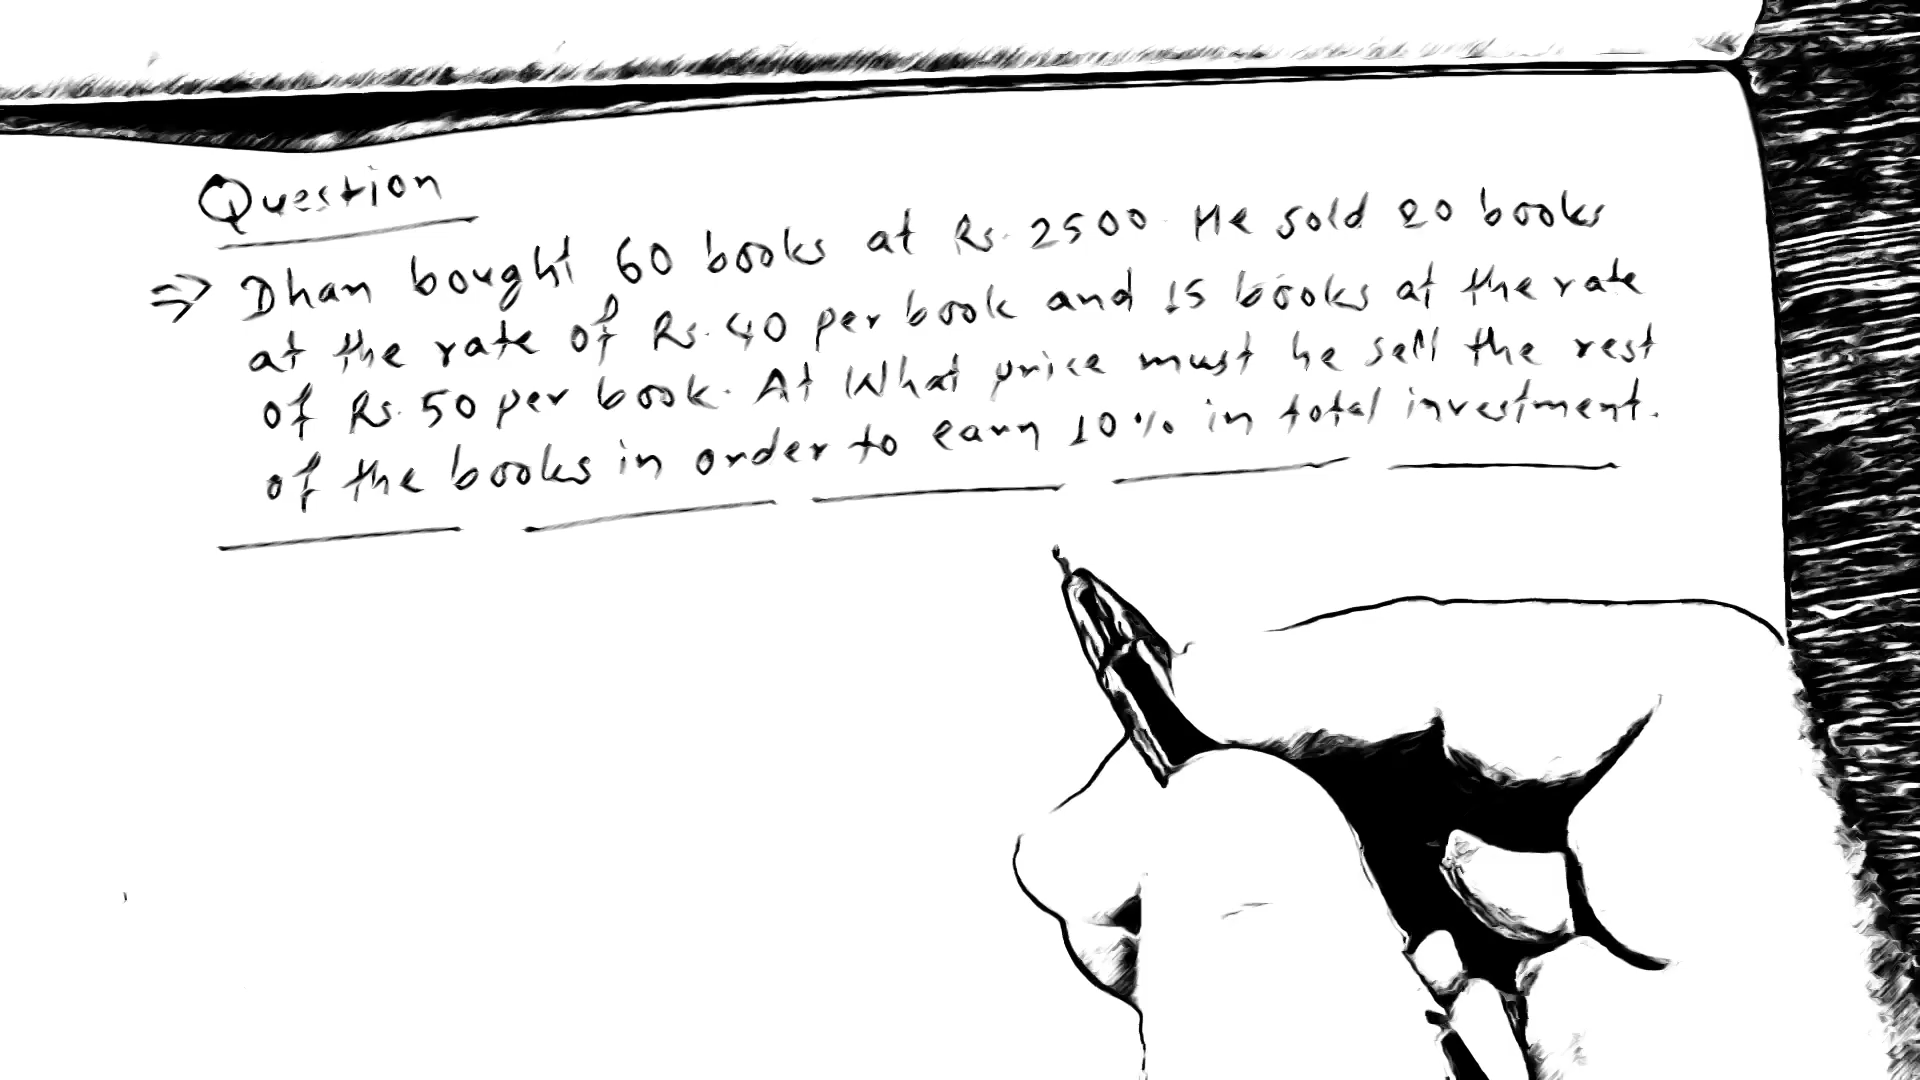 Question
⇒ Dhan bought 60 books at Rs. 2500. He sold 20 books
at the rate of Rs. 40 per book and 15 books at the rate
of Rs. 50 per book. At What price must he sell the rest
of the books in order to earn 10% in total investment.